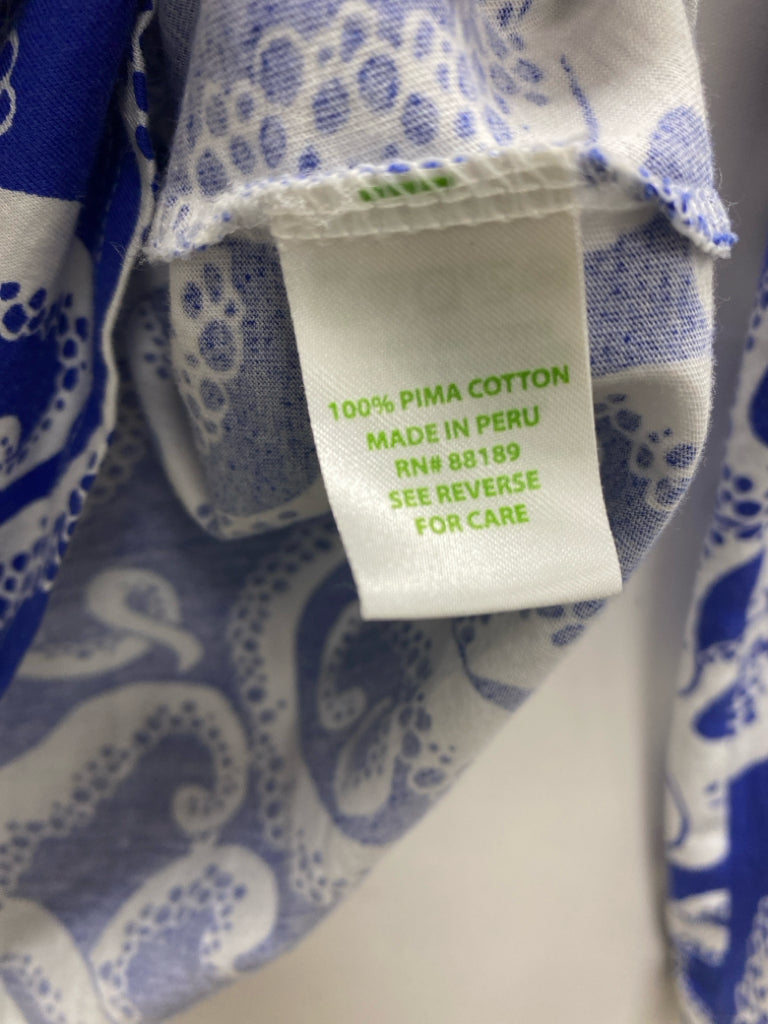 100% PIMA COTTON
MADE IN PERU
RN# 88189
SEE REVERSE
FOR CARE